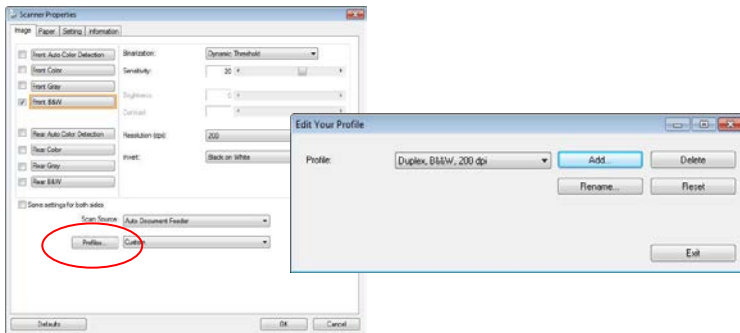 Scanner Properties
Image Paper Setting Information
Front Auto Color Detection
Front Color
Front Gray
Front B&W
Rear Auto Color Detection
Rear Color
Rear Gray
Rear B&W
Binarization: Dynamic Threshold
Sensitivity: 20
Brightness: 0
Contrast:
Resolution (dpi): 200
Invert: Black on White
Same settings for both sides
Scan Source: Auto Document Feeder
Profiles... Custom
Defaults OK Cancel
Edit Your Profile
Profile: Duplex, B&W, 200 dpi Add... Delete
Rename... Reset
Exit